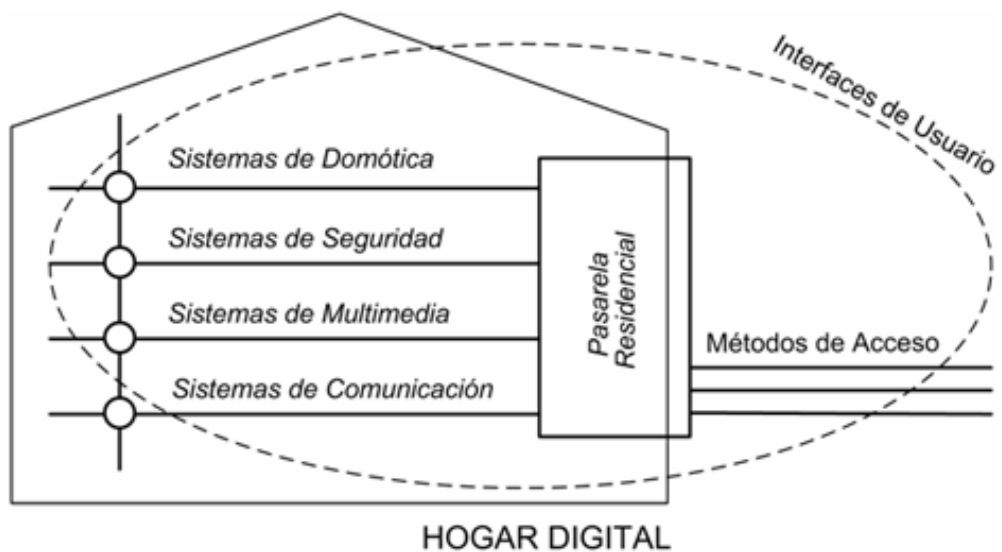 Interfaces de Usuario
Sistemas de Domótica
Sistemas de Seguridad
Sistemas de Multimedia
Sistemas de Comunicación
Pasarela
Residencial
Métodos de Acceso
HOGAR DIGITAL